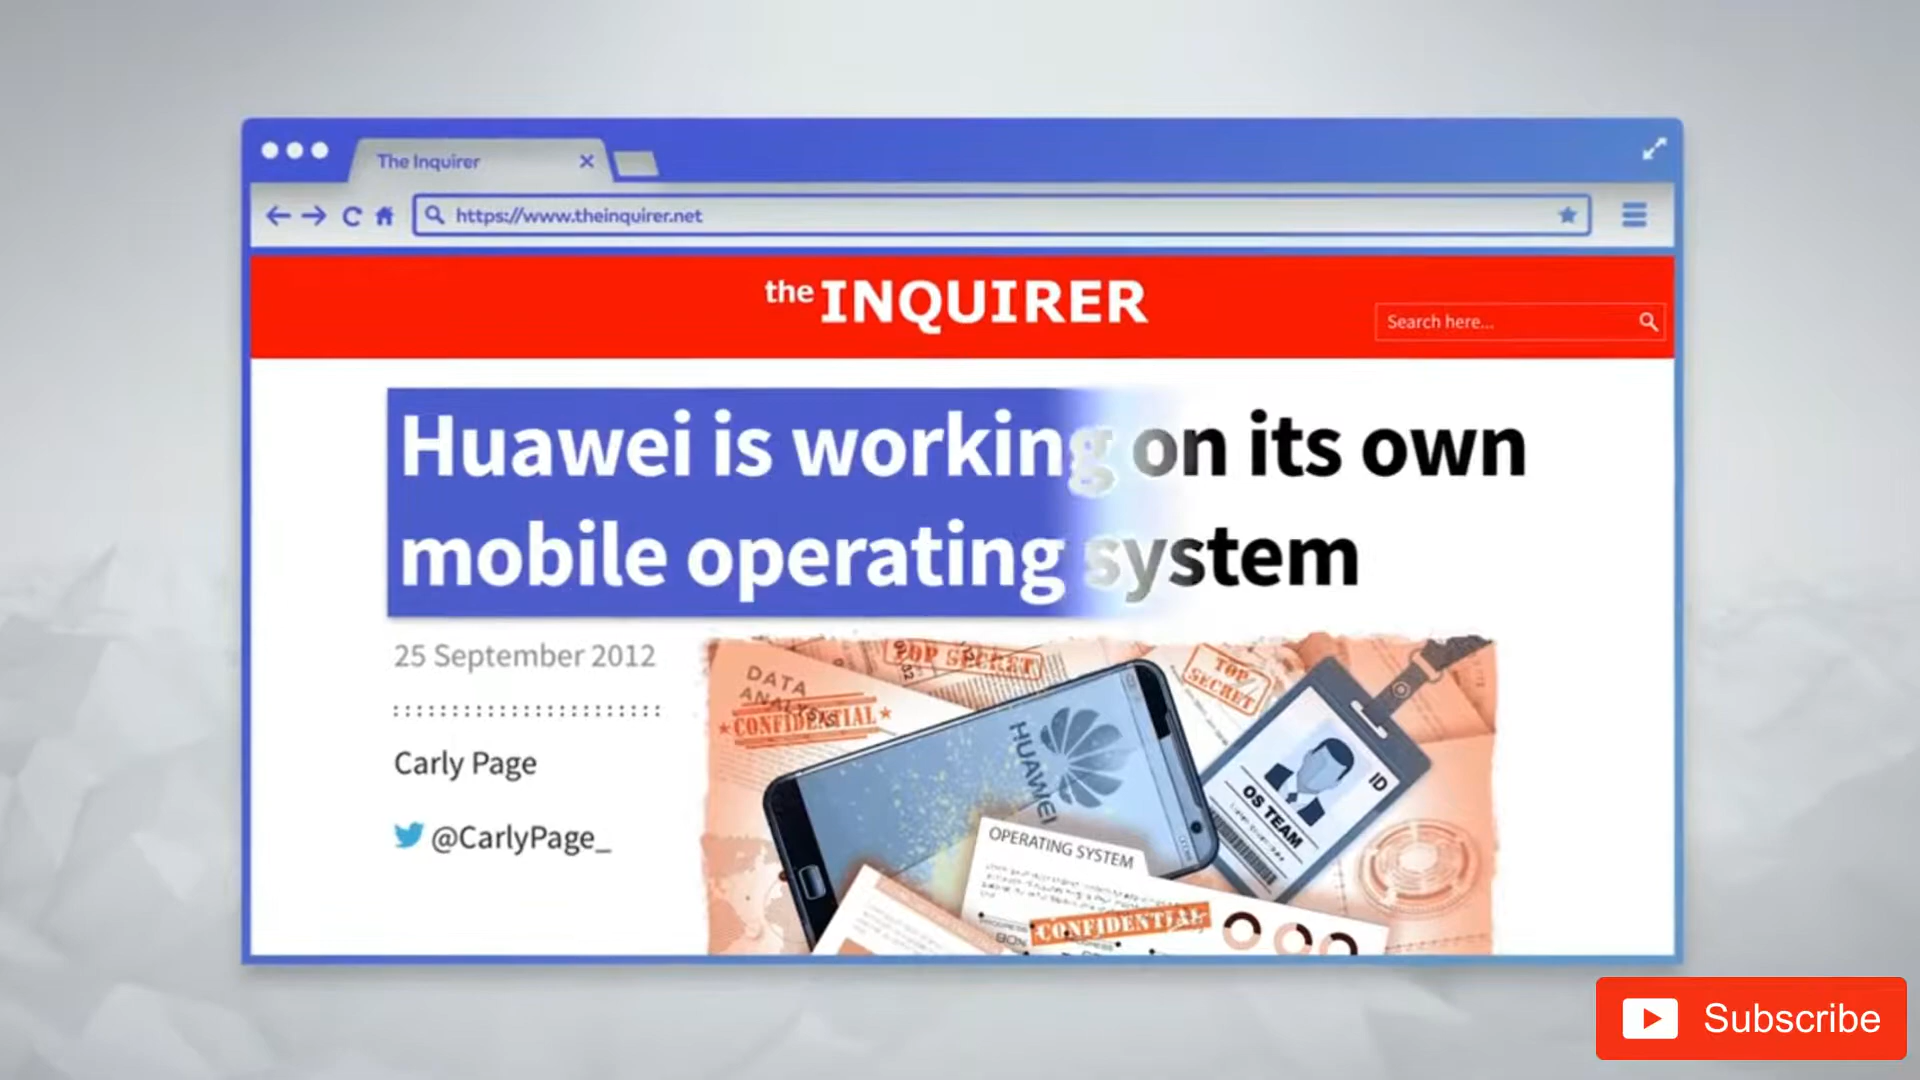 The Inquirer
https://www.theinquirer.net
the INQUIRER
Search here...
Huawei is working on its own
mobile operating system
25 September 2012
Carly Page
@CarlyPage_
TOP SECRET
DATA
ANALYSIS
CONFIDENTIAL
TOP
SECRET
HUAWEI
ID
OS TEAM
OPERATING SYSTEM
CONFIDENTIAL
80%
Subscribe